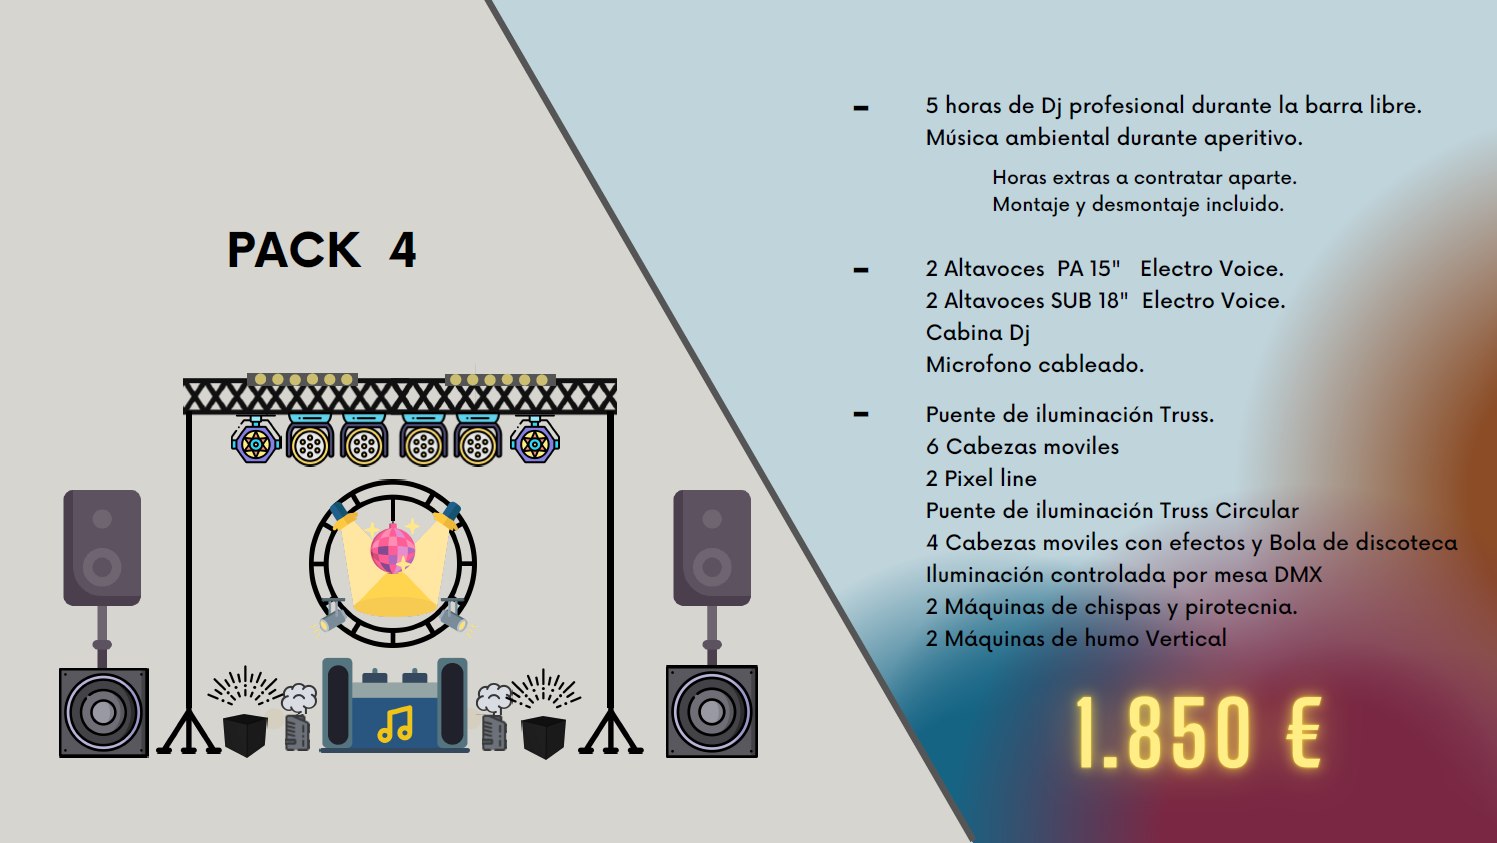 PACK 4
- 5 horas de Dj profesional durante la barra libre.
Música ambiental durante aperitivo.
Horas extras a contratar aparte.
Montaje y desmontaje incluido.
- 2 Altavoces PA 15" Electro Voice.
2 Altavoces SUB 18" Electro Voice.
Cabina Dj
Microfono cableado.
- Puente de iluminación Truss.
6 Cabezas moviles
2 Pixel line
Puente de iluminación Truss Circular
4 Cabezas moviles con efectos y Bola de discoteca
Iluminación controlada por mesa DMX
2 Máquinas de chispas y pirotecnia.
2 Máquinas de humo Vertical
1.850 €